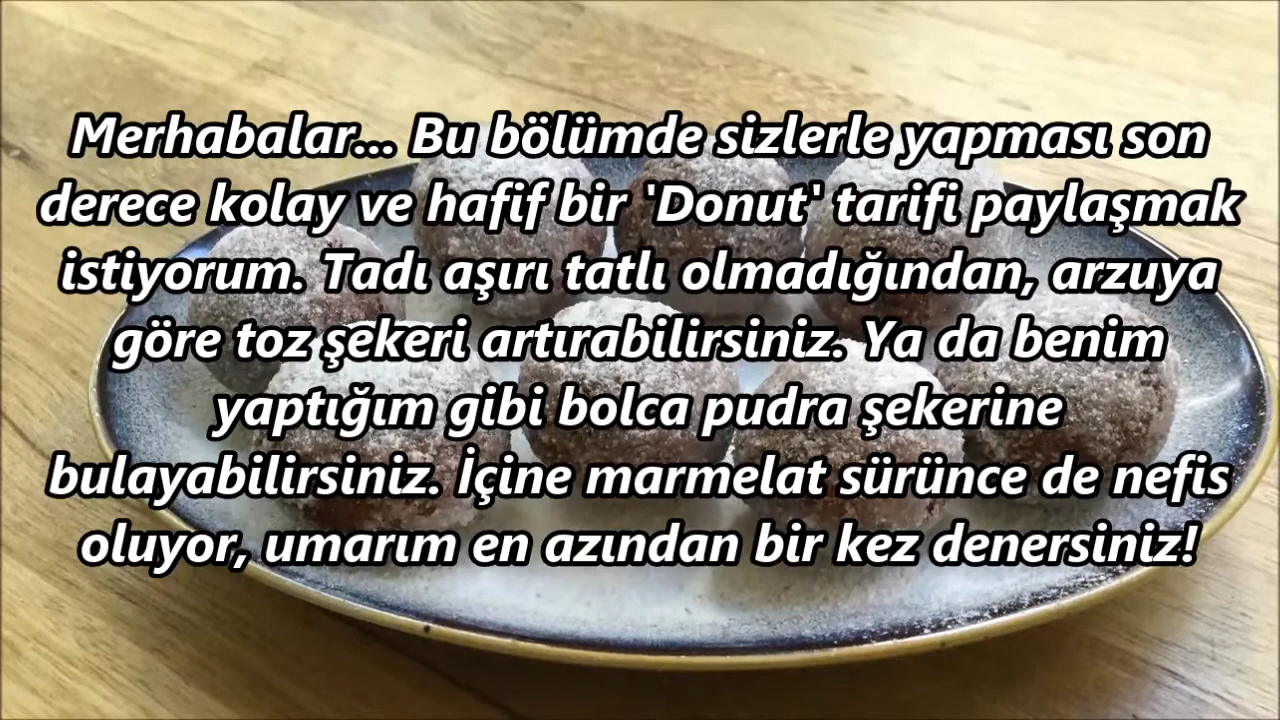 Merhabalar... Bu bölümde sizlerle yapması son
derece kolay ve hafif bir 'Donut' tarifi paylaşmak
istiyorum. Tadı aşırı tatlı olmadığından, arzuya
göre toz şekeri artırabilirsiniz. Ya da benim
yaptığım gibi bolca pudra şekerine
bulayabilirsiniz. İçine marmelat sürünce de nefis
oluyor, umarım en azından bir kez denersiniz!